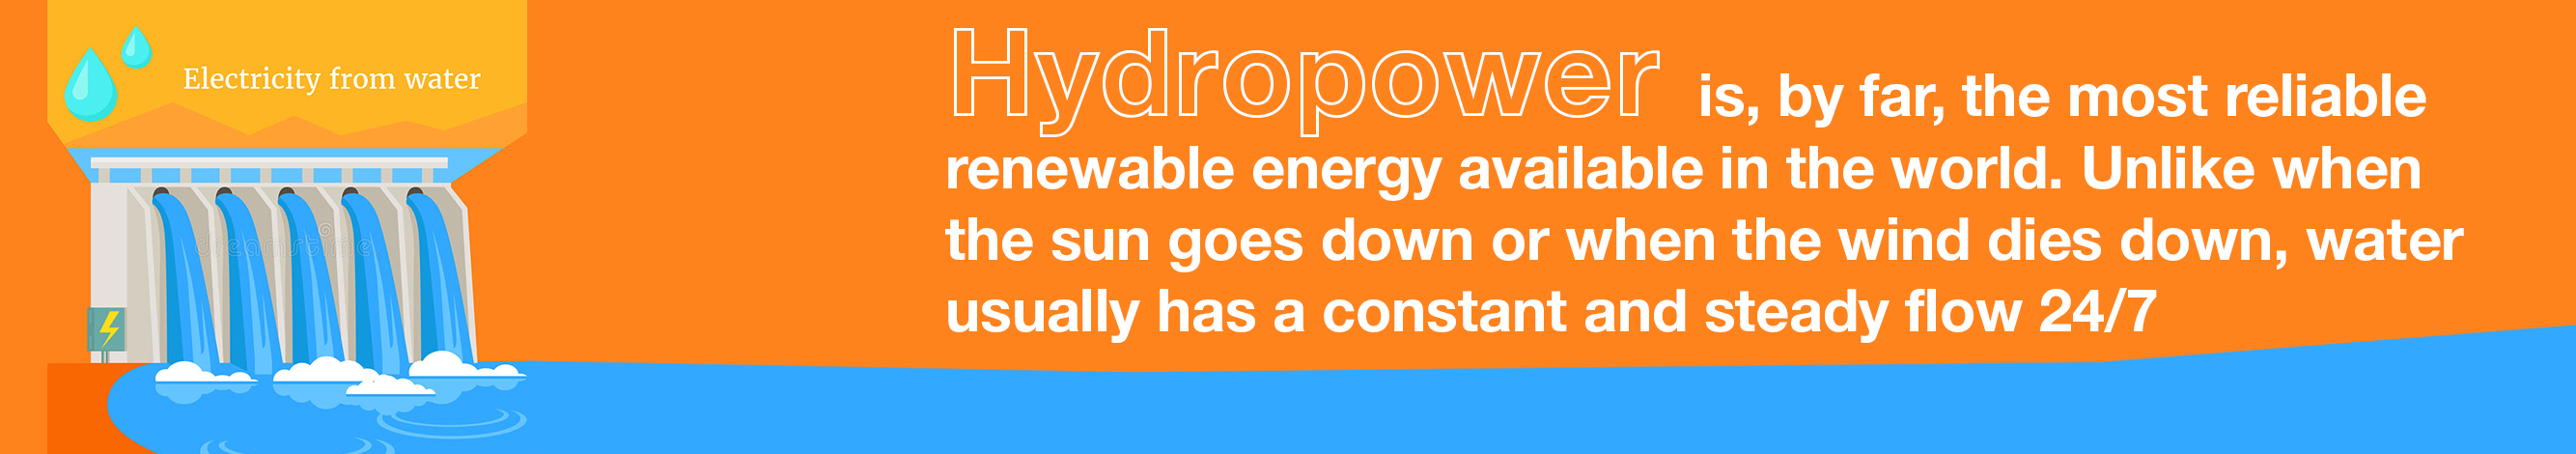 Electricity from water
Hydropower is, by far, the most reliable
renewable energy available in the world. Unlike when
the sun goes down or when the wind dies down, water
usually has a constant and steady flow 24/7
dreamstime